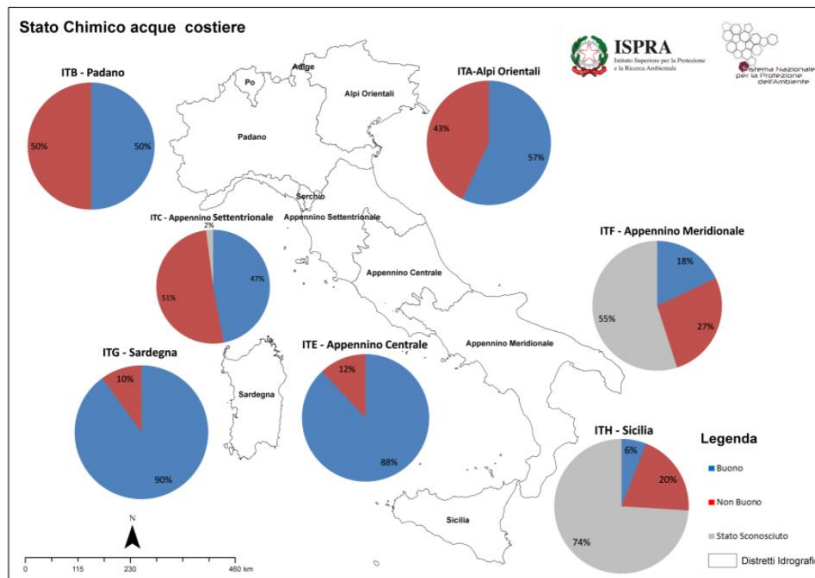 Stato Chimico acque costiere
ISPRA
Istituto Superiore per la Protezione
e la Ricerca Ambientale
Sistema Nazionale
per la Protezione
dell'Ambiente
ITB - Padano
50%
50%
Po
Adige
Alpi Orientali
Padano
ITA-Alpi Orientali
43%
57%
Serchio
Appennino Settentrionale
ITC - Appennino Settentrionale
2%
47%
51%
Appennino Centrale
ITF - Appennino Meridionale
18%
27%
55%
Appennino Meridionale
ITG - Sardegna
10%
90%
Sardegna
ITE - Appennino Centrale
12%
88%
ITH - Sicilia
6%
20%
74%
Sicilia
Legenda
Buono
Non Buono
Stato Sconosciuto
Distretti Idrografic
N
0 115 230 460 km